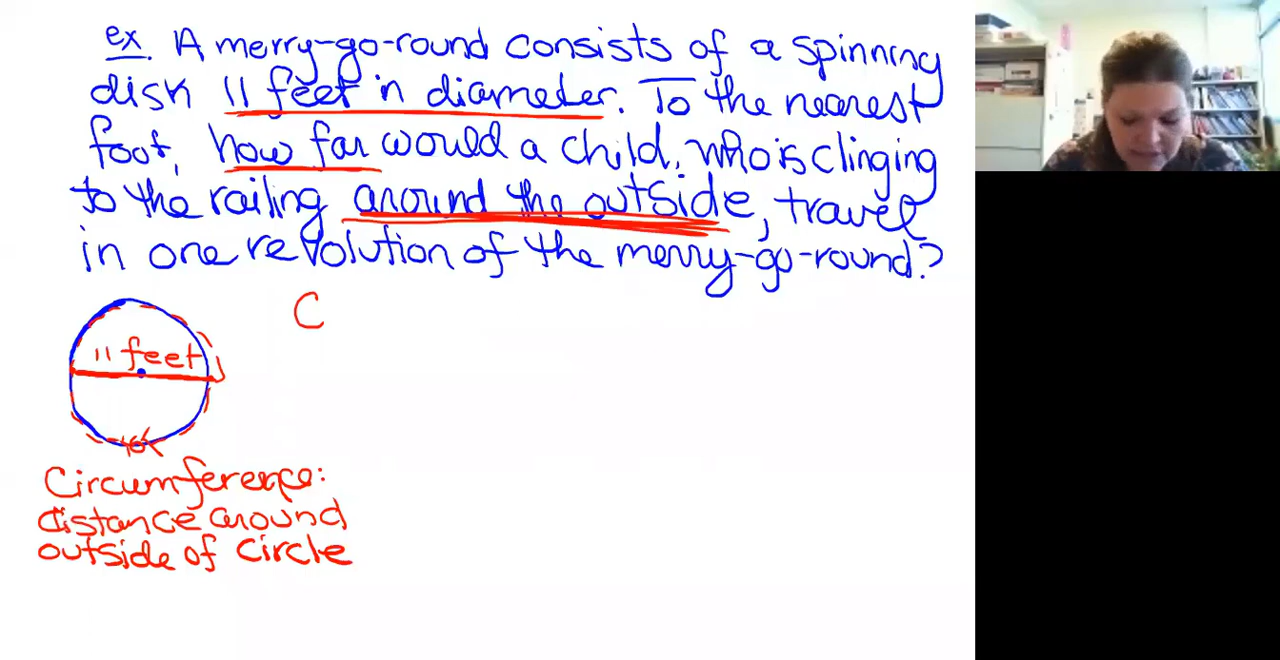 ex. A merry-go-round consists of a spinning
disk 11 feet in diameter. To the nearest
foot, how far would a child, who is clinging
to the railing around the outside, travel
in one revolution of the merry-go-round?
C
11 feet
Circumference:
distance around
outside of circle